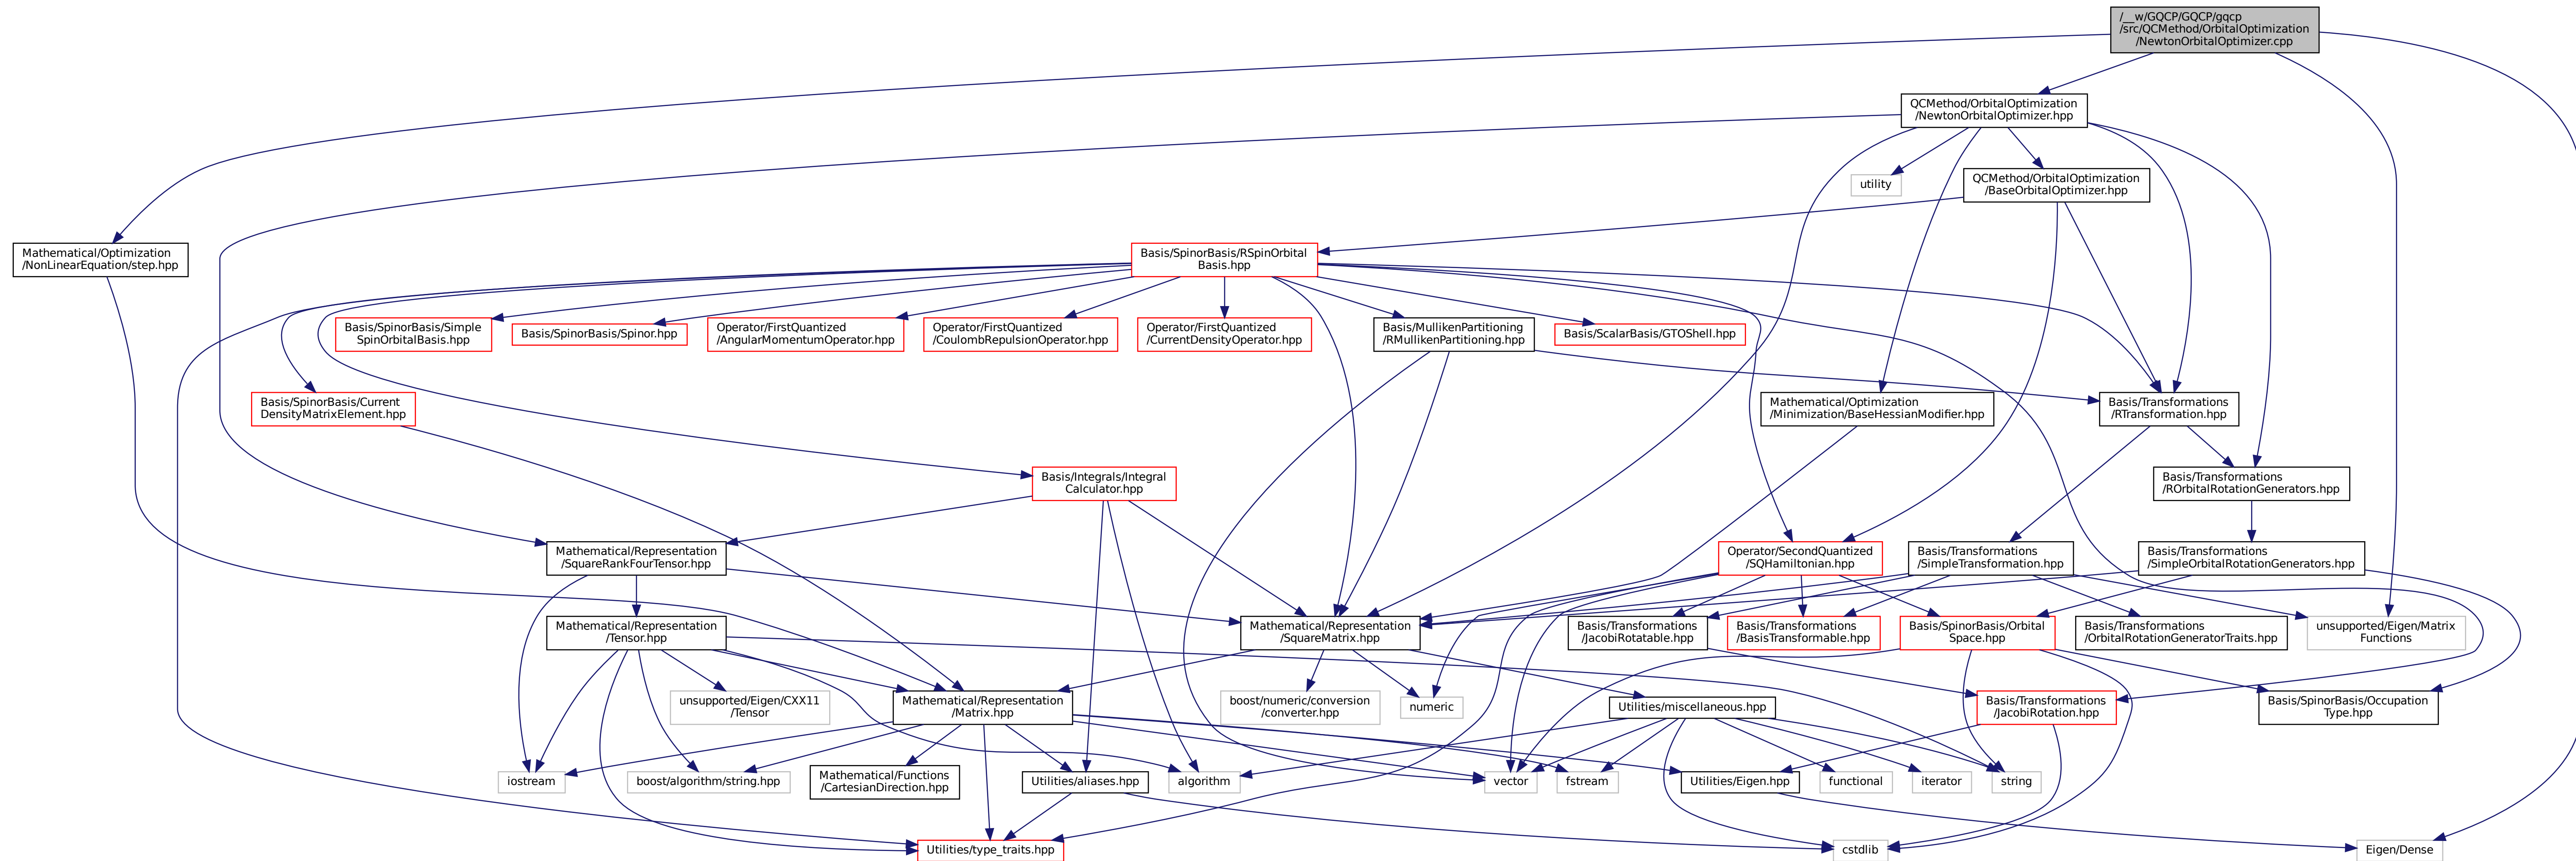 /__w/GQCP/GQCP/gqcp
/src/QCMethod/OrbitalOptimization
/NewtonOrbitalOptimizer.cpp
QCMethod/OrbitalOptimization
/NewtonOrbitalOptimizer.hpp
utility
QCMethod/OrbitalOptimization
/BaseOrbitalOptimizer.hpp
Mathematical/Optimization
/NonLinearEquation/step.hpp
Basis/SpinorBasis/RSpinOrbital
Basis.hpp
Basis/SpinorBasis/Simple
SpinOrbitalBasis.hpp
Basis/SpinorBasis/Spinor.hpp
Operator/FirstQuantized
/AngularMomentumOperator.hpp
Operator/FirstQuantized
/CoulombRepulsionOperator.hpp
Operator/FirstQuantized
/CurrentDensityOperator.hpp
Basis/MullikenPartitioning
/RMullikenPartitioning.hpp
Basis/ScalarBasis/GTOShell.hpp
Basis/SpinorBasis/Current
DensityMatrixElement.hpp
Mathematical/Optimization
/Minimization/BaseHessianModifier.hpp
Basis/Transformations
/RTransformation.hpp
Basis/Integrals/Integral
Calculator.hpp
Basis/Transformations
/ROrbitalRotationGenerators.hpp
Mathematical/Representation
/SquareRankFourTensor.hpp
Operator/SecondQuantized
/SQHamiltonian.hpp
Basis/Transformations
/SimpleTransformation.hpp
Basis/Transformations
/SimpleOrbitalRotationGenerators.hpp
Mathematical/Representation
/Tensor.hpp
Mathematical/Representation
/SquareMatrix.hpp
Basis/Transformations
/JacobiRotatable.hpp
Basis/Transformations
/BasisTransformable.hpp
Basis/SpinorBasis/Orbital
Space.hpp
Basis/Transformations
/OrbitalRotationGeneratorTraits.hpp
unsupported/Eigen/Matrix
Functions
unsupported/Eigen/CXX11
/Tensor
Mathematical/Representation
/Matrix.hpp
boost/numeric/conversion
/converter.hpp
numeric
Utilities/miscellaneous.hpp
Basis/Transformations
/JacobiRotation.hpp
Basis/SpinorBasis/Occupation
Type.hpp
iostream
boost/algorithm/string.hpp
Mathematical/Functions
/CartesianDirection.hpp
Utilities/aliases.hpp
algorithm
vector
fstream
Utilities/Eigen.hpp
functional
iterator
string
Utilities/type_traits.hpp
cstdlib
Eigen/Dense